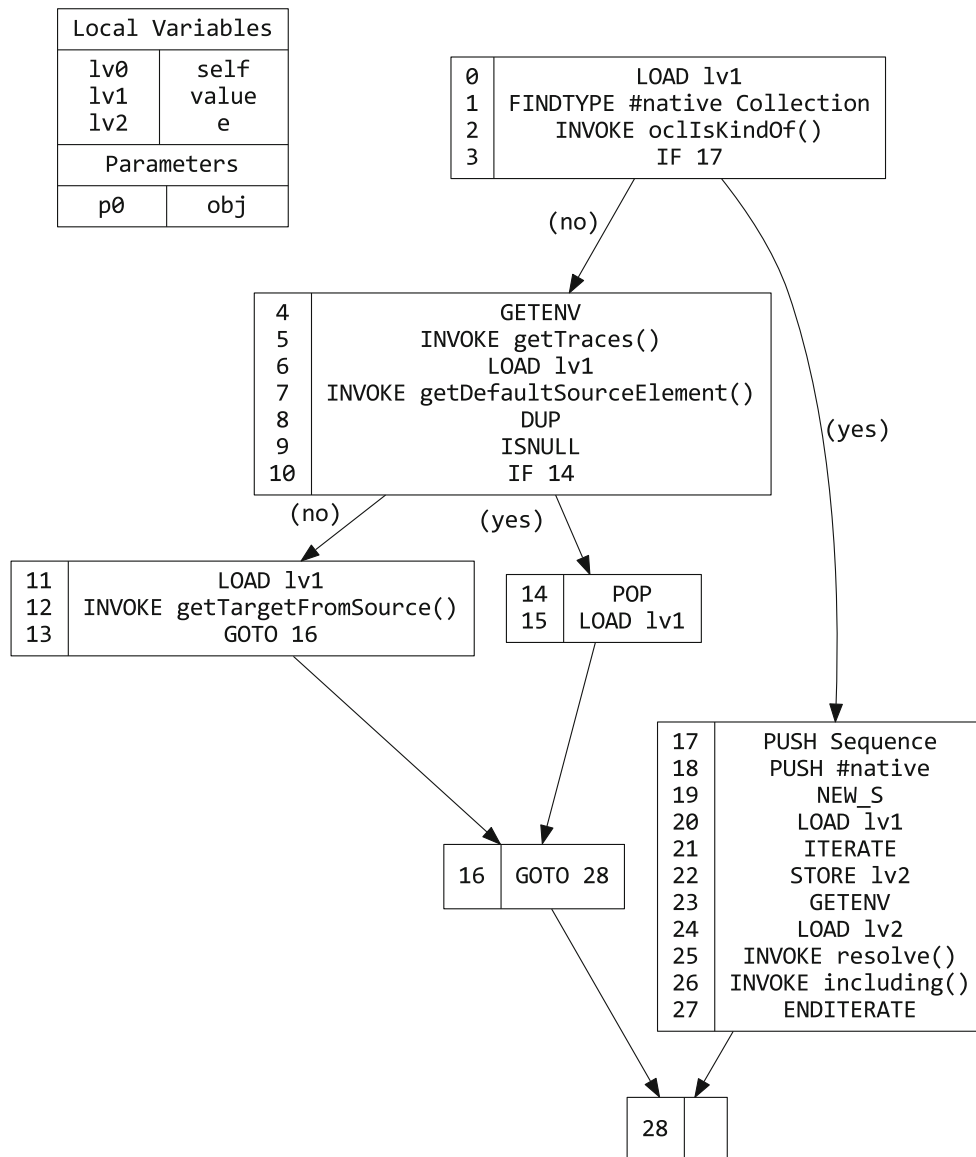 Local Variables
lv0 self
lv1 value
lv2 e
Parameters
p0 obj
0 LOAD lv1
1 FINDTYPE #native Collection
2 INVOKE oclIsKindOf()
3 IF 17
(no)
(yes)
4 GETENV
5 INVOKE getTraces()
6 LOAD lv1
7 INVOKE getDefaultSourceElement()
8 DUP
9 ISNULL
10 IF 14
(no)
(yes)
11 LOAD lv1
12 INVOKE getTargetFromSource()
13 GOTO 16
14 POP
15 LOAD lv1
16 GOTO 28
17 PUSH Sequence
18 PUSH #native
19 NEW_S
20 LOAD lv1
21 ITERATE
22 STORE lv2
23 GETENV
24 LOAD lv2
25 INVOKE resolve()
26 INVOKE including()
27 ENDITERATE
28